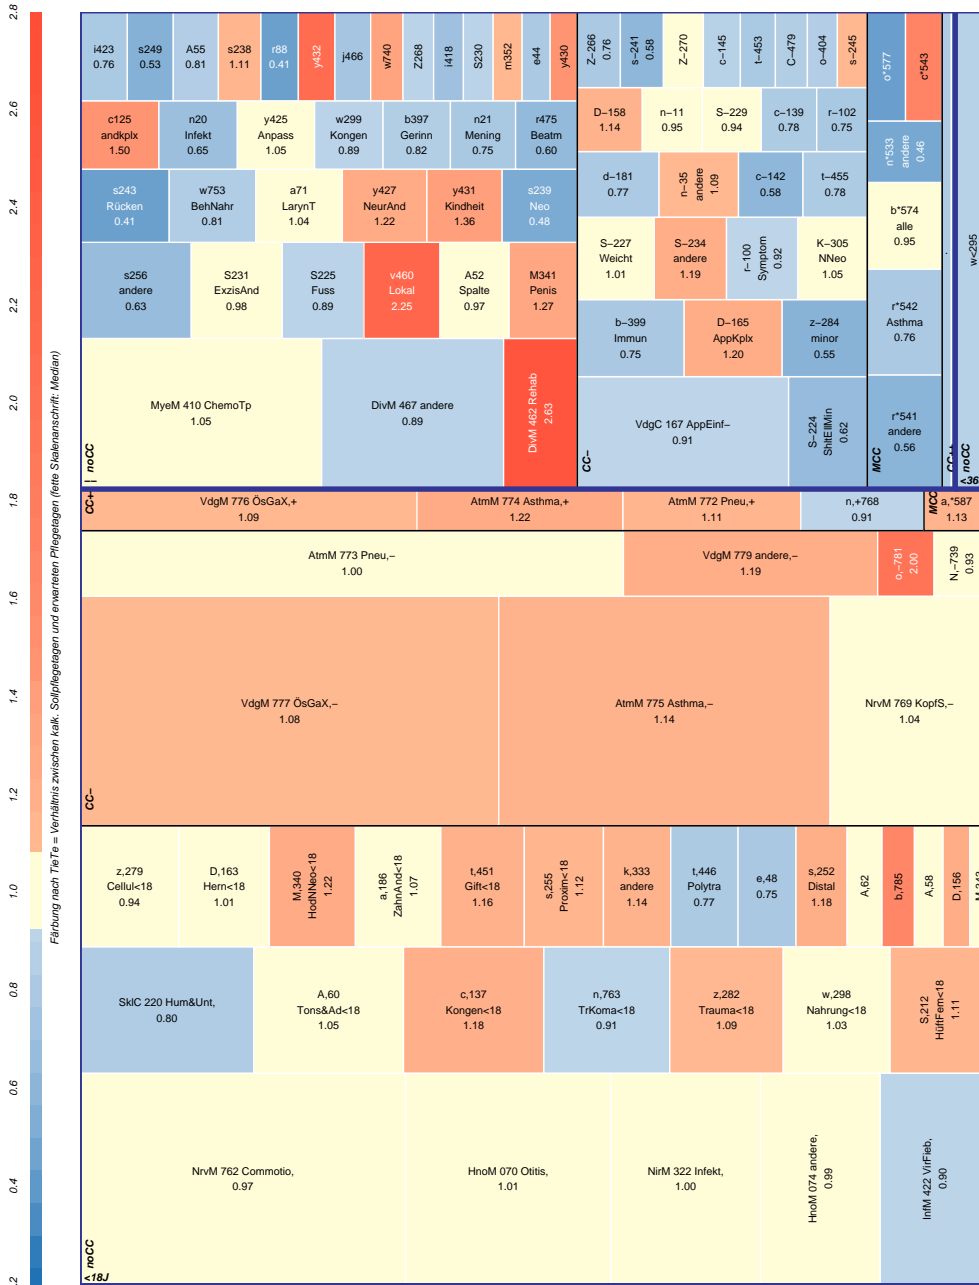 2.8
2.6
2.4
2.2
2.0
1.8
1.6
1.4
1.2
1.0
0.8
0.6
0.4
.2
Färbung nach TieTe = Verhältnis zwischen kalk. Sollpflegetagen und erwarteten Pflegetagen (fette Skalenanschrift: Median)
i423
0.76
s249
0.53
A55
0.81
s238
1.11
r88
0.41
y432
j466
w740
Z268
i418
S230
m352
e44
y430
c125
andkplx
1.50
n20
Infekt
0.65
y425
Anpass
1.05
w299
Kongen
0.89
b397
Gerinn
0.82
n21
Mening
0.75
r475
Beatm
0.60
s243
Rücken
0.41
w753
BehNahr
0.81
a71
LarynT
1.04
y427
NeurAnd
1.22
y431
Kindheit
1.36
s239
Neo
0.48
s256
andere
0.63
S231
ExzisAnd
0.98
S225
Fuss
0.89
v460
Lokal
2.25
A52
Spalte
0.97
M341
Penis
1.27
MyeM 410 ChemoTp
1.05
DivM 467 andere
0.89
DivM 462 Rehab
2.63
noCC
--
Z−266
0.76
s−241
0.58
Z−270
c−145
t−453
C−479
o−404
s−245
D−158
1.14
n−11
0.95
S−229
0.94
c−139
0.78
r−102
0.75
d−181
0.77
n−35
andere
1.09
c−142
0.58
t−455
0.78
S−227
Weicht
1.01
S−234
andere
1.19
r−100
Symptom
0.92
K−305
NNeo
1.05
b−399
Immun
0.75
D−165
AppKplx
1.20
z−284
minor
0.55
VdgC 167 AppEinf−
0.91
S−224
ShltEllMin
0.62
CC−
o*577
c*543
n*533
andere
0.46
b*574
alle
0.95
r*542
Asthma
0.76
r*541
andere
0.56
MCC
CC++
w<295
noCC
<36
CC+
VdgM 776 ÖsGaX,+
1.09
AtmM 774 Asthma,+
1.22
AtmM 772 Pneu,+
1.11
n,+768
0.91
MCC
a,*587
1.13
AtmM 773 Pneu,−
1.00
VdgM 779 andere,−
1.19
o,−781
2.00
N,−739
0.93
VdgM 777 ÖsGaX,−
1.08
AtmM 775 Asthma,−
1.14
NrvM 769 KopfS,−
1.04
CC−
z,279
Cellul<18
0.94
D,163
Hern<18
1.01
M,340
HodNNeo<18
1.22
a,186
ZahnAnd<18
1.07
t,451
Gift<18
1.16
s,255
Proxim<18
1.12
k,333
andere
1.14
t,446
Polytra
0.77
e,48
0.75
s,252
Distal
1.18
A,62
b,785
A,58
D,156
SklC 220 Hum&Unt,
0.80
A,60
Tons&Ad<18
1.05
c,137
Kongen<18
1.18
n,763
TrKoma<18
0.91
z,282
Trauma<18
1.09
w,298
Nahrung<18
1.03
S,212
HüftFem<18
1.11
NrvM 762 Commotio,
0.97
HnoM 070 Otitis,
1.01
NirM 322 Infekt,
1.00
HnoM 074 andere,
0.99
InfM 422 VirFieb,
0.90
noCC
<18J